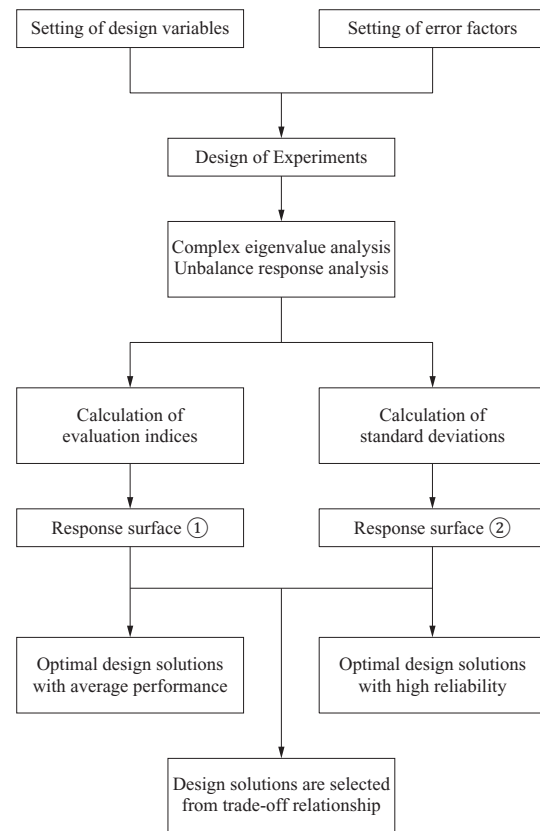 Setting of design variables
Setting of error factors
Design of Experiments
Complex eigenvalue analysis
Unbalance response analysis
Calculation of
evaluation indices
Calculation of
standard deviations
Response surface ①
Response surface ②
Optimal design solutions
with average performance
Optimal design solutions
with high reliability
Design solutions are selected
from trade-off relationship